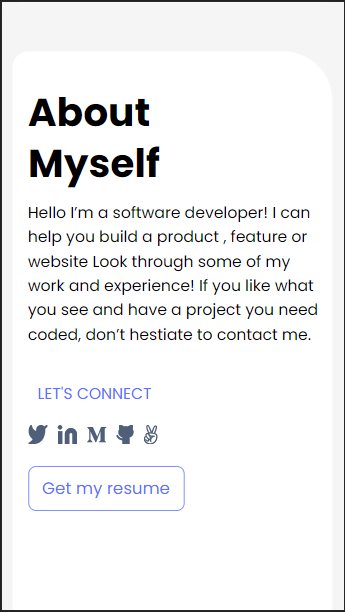 About
Myself
Hello I’m a software developer! I can
help you build a product , feature or
website Look through some of my
work and experience! If you like what
you see and have a project you need
coded, don’t hestiate to contact me.
LET'S CONNECT
Get my resume